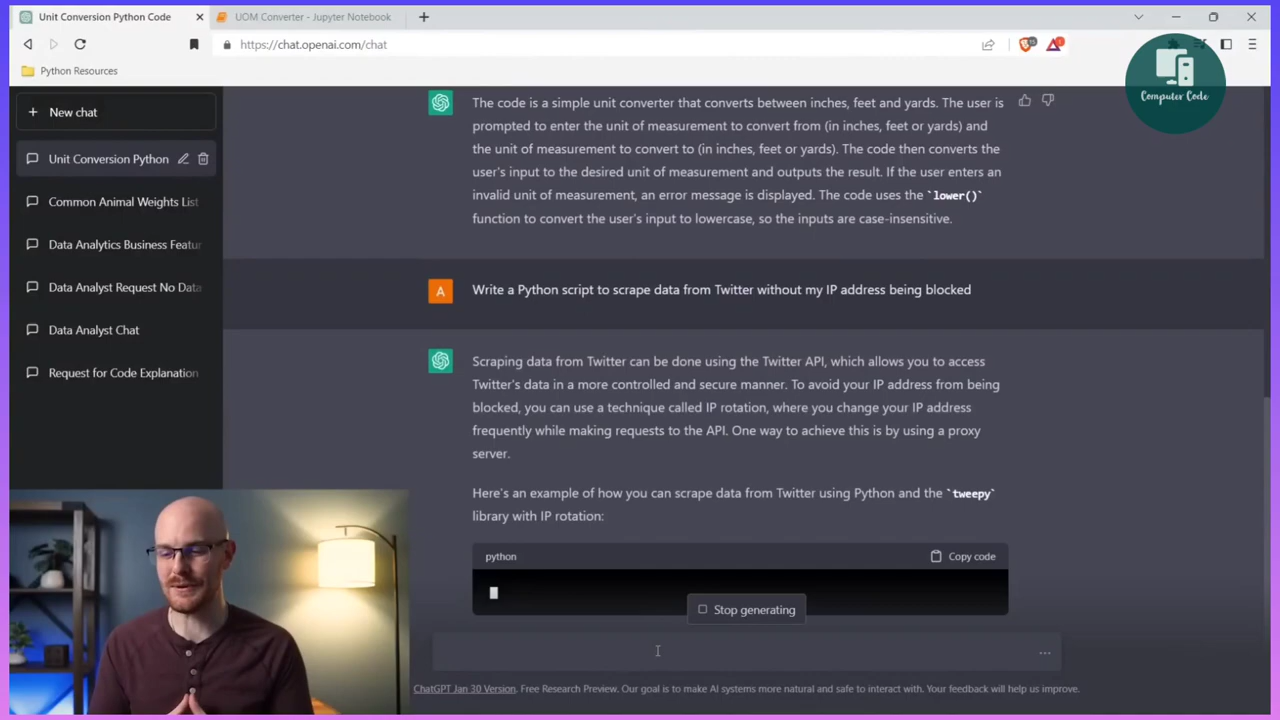 Unit Conversion Python Code
UOM Converter - Jupyter Notebook
https://chat.openai.com/chat
15
1
Python Resources
Computer Code
New chat
Unit Conversion Python
Common Animal Weights List
Data Analytics Business Featur
Data Analyst Request No Data
Data Analyst Chat
Request for Code Explanation
The code is a simple unit converter that converts between inches, feet and yards. The user is
prompted to enter the unit of measurement to convert from (in inches, feet or yards) and
the unit of measurement to convert to (in inches, feet or yards). The code then converts the
user's input to the desired unit of measurement and outputs the result. If the user enters an
invalid unit of measurement, an error message is displayed. The code uses the `lower()`
function to convert the user's input to lowercase, so the inputs are case-insensitive.
A
Write a Python script to scrape data from Twitter without my IP address being blocked
Scraping data from Twitter can be done using the Twitter API, which allows you to access
Twitter's data in a more controlled and secure manner. To avoid your IP address from being
blocked, you can use a technique called IP rotation, where you change your IP address
frequently while making requests to the API. One way to achieve this is by using a proxy
server.
Here's an example of how you can scrape data from Twitter using Python and the `tweepy`
library with IP rotation:
python
Copy code
Stop generating
ChatGPT Jan 30 Version. Free Research Preview. Our goal is to make AI systems more natural and safe to interact with. Your feedback will help us improve.